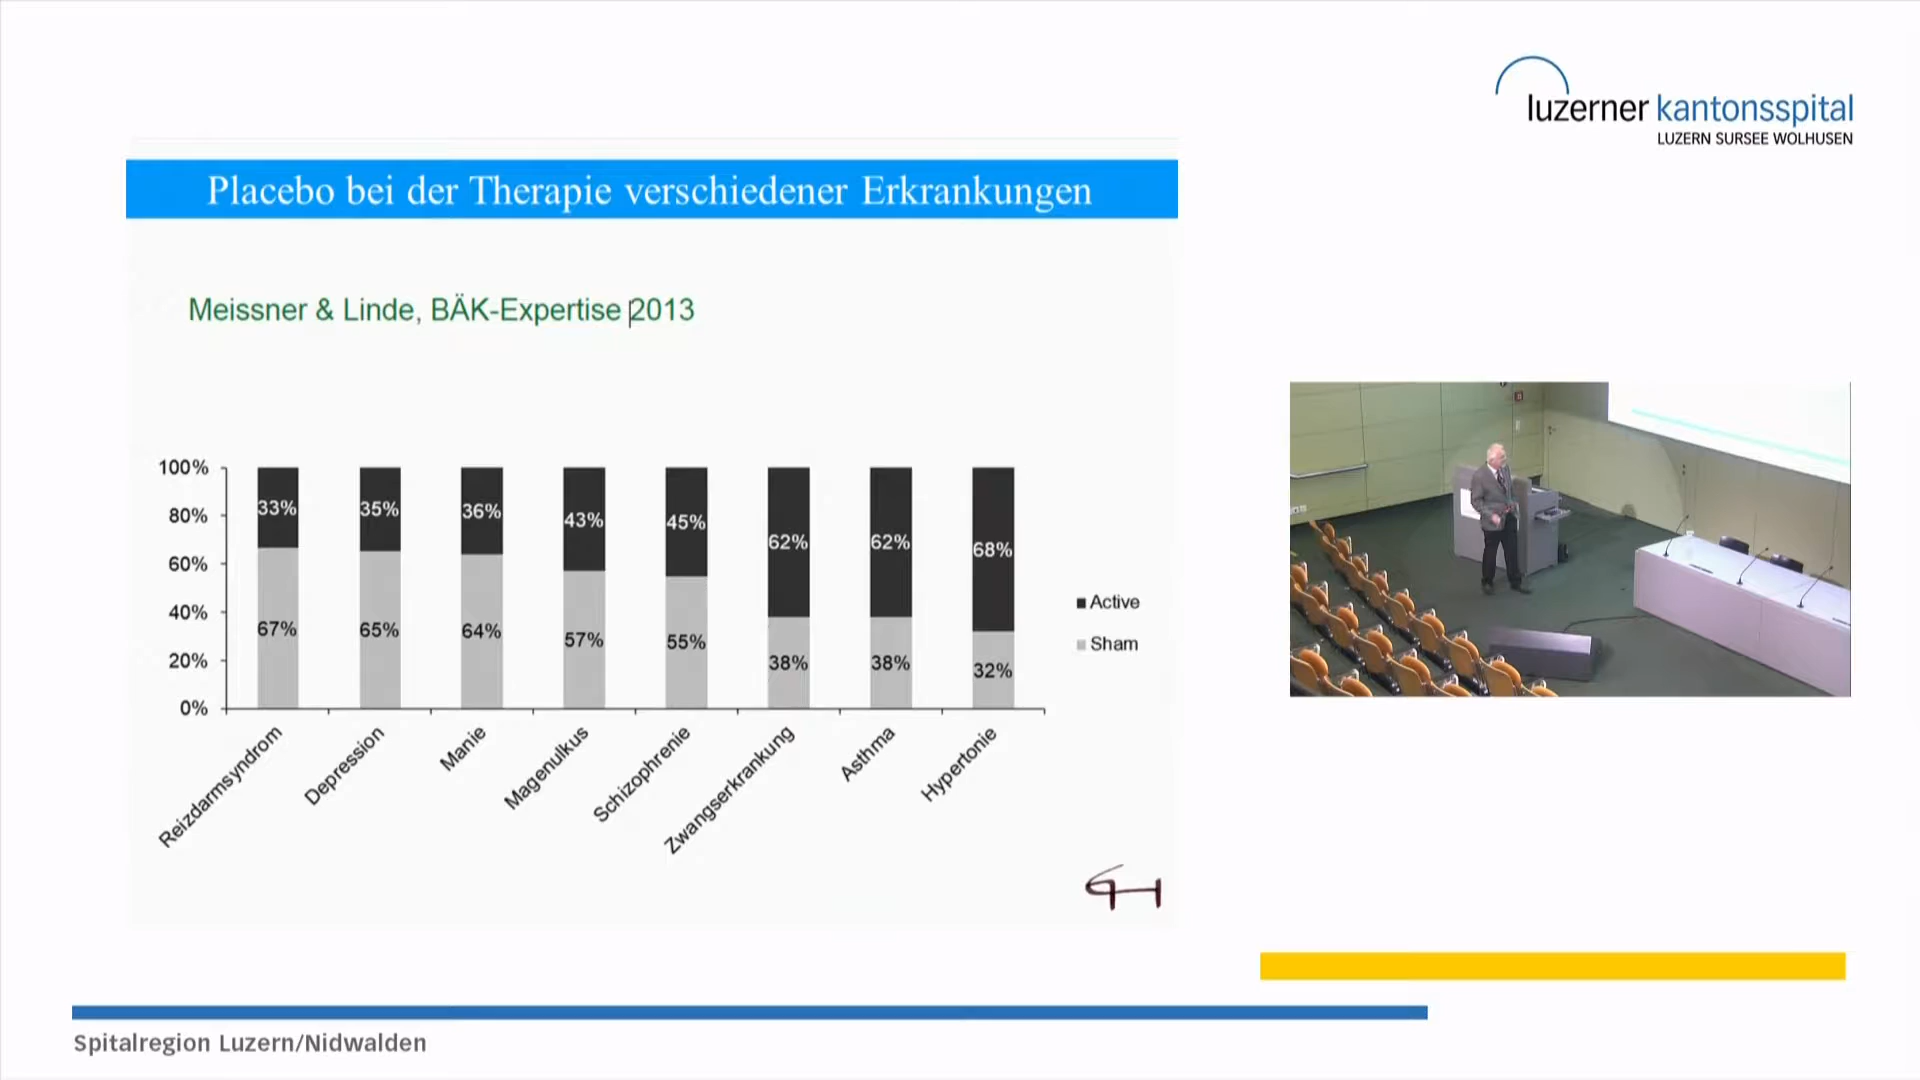 luzerner kantonsspital
LUZERN SURSEE WOLHUSEN
Placebo bei der Therapie verschiedener Erkrankungen
Meissner & Linde, BÄK-Expertise 2013
100%
80%
60%
40%
20%
0%
33%
35%
36%
43%
45%
62%
62%
68%
67%
65%
64%
57%
55%
38%
38%
32%
Active
Sham
Reizdarmsyndrom
Depression
Manie
Magenulkus
Schizophrenie
Zwangserkrankung
Asthma
Hypertonie
Spitalregion Luzern/Nidwalden